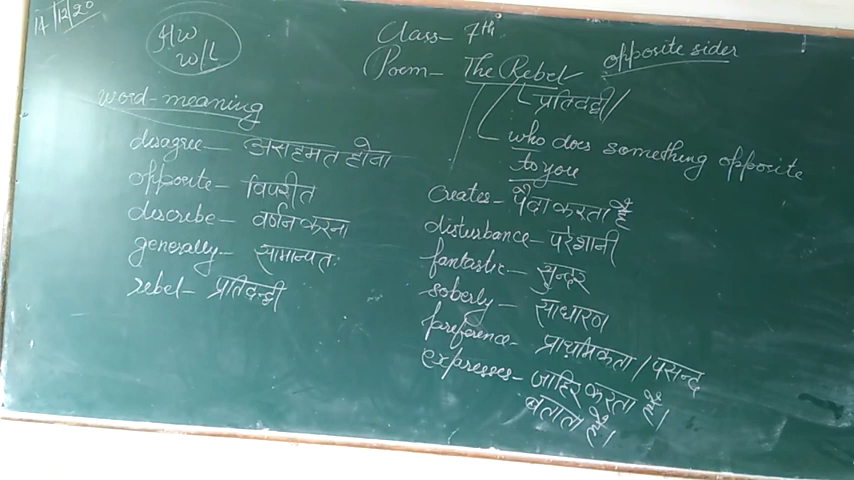 14/12/20
H/W
W/L
Class- 7th
Poem- The Rebel
opposite sider
प्रतिद्वन्दी/
who does something opposite
to you
word-meaning
disagree- असहमत होना
opposite- विपरीत
describe- वर्णन करना
generally- सामान्यतः
rebel- प्रतिद्वन्दी
creates- पैदा करता है
disturbance- परेशानी
fantastic- सुन्दर
soberly- साधारण
preference- प्राथमिकता / पसन्द
expresses- जाहिर करता है।
बताता है।